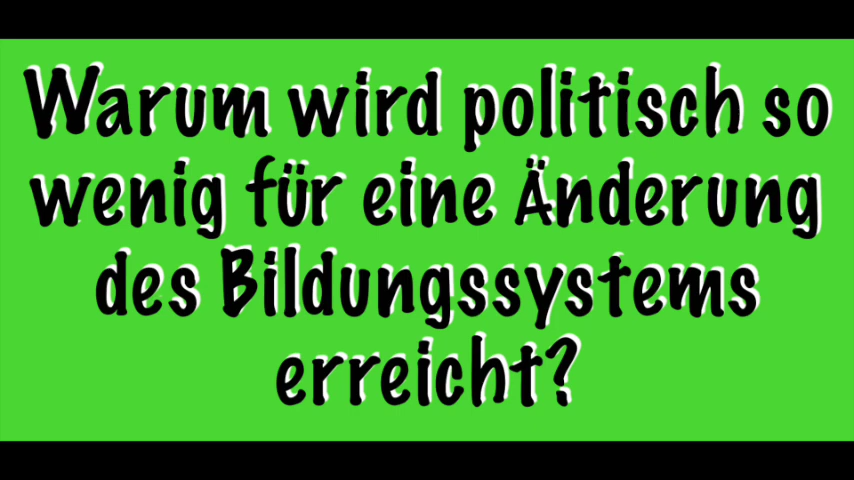 Warum wird politisch so
wenig für eine Änderung
des Bildungssystems
erreicht?